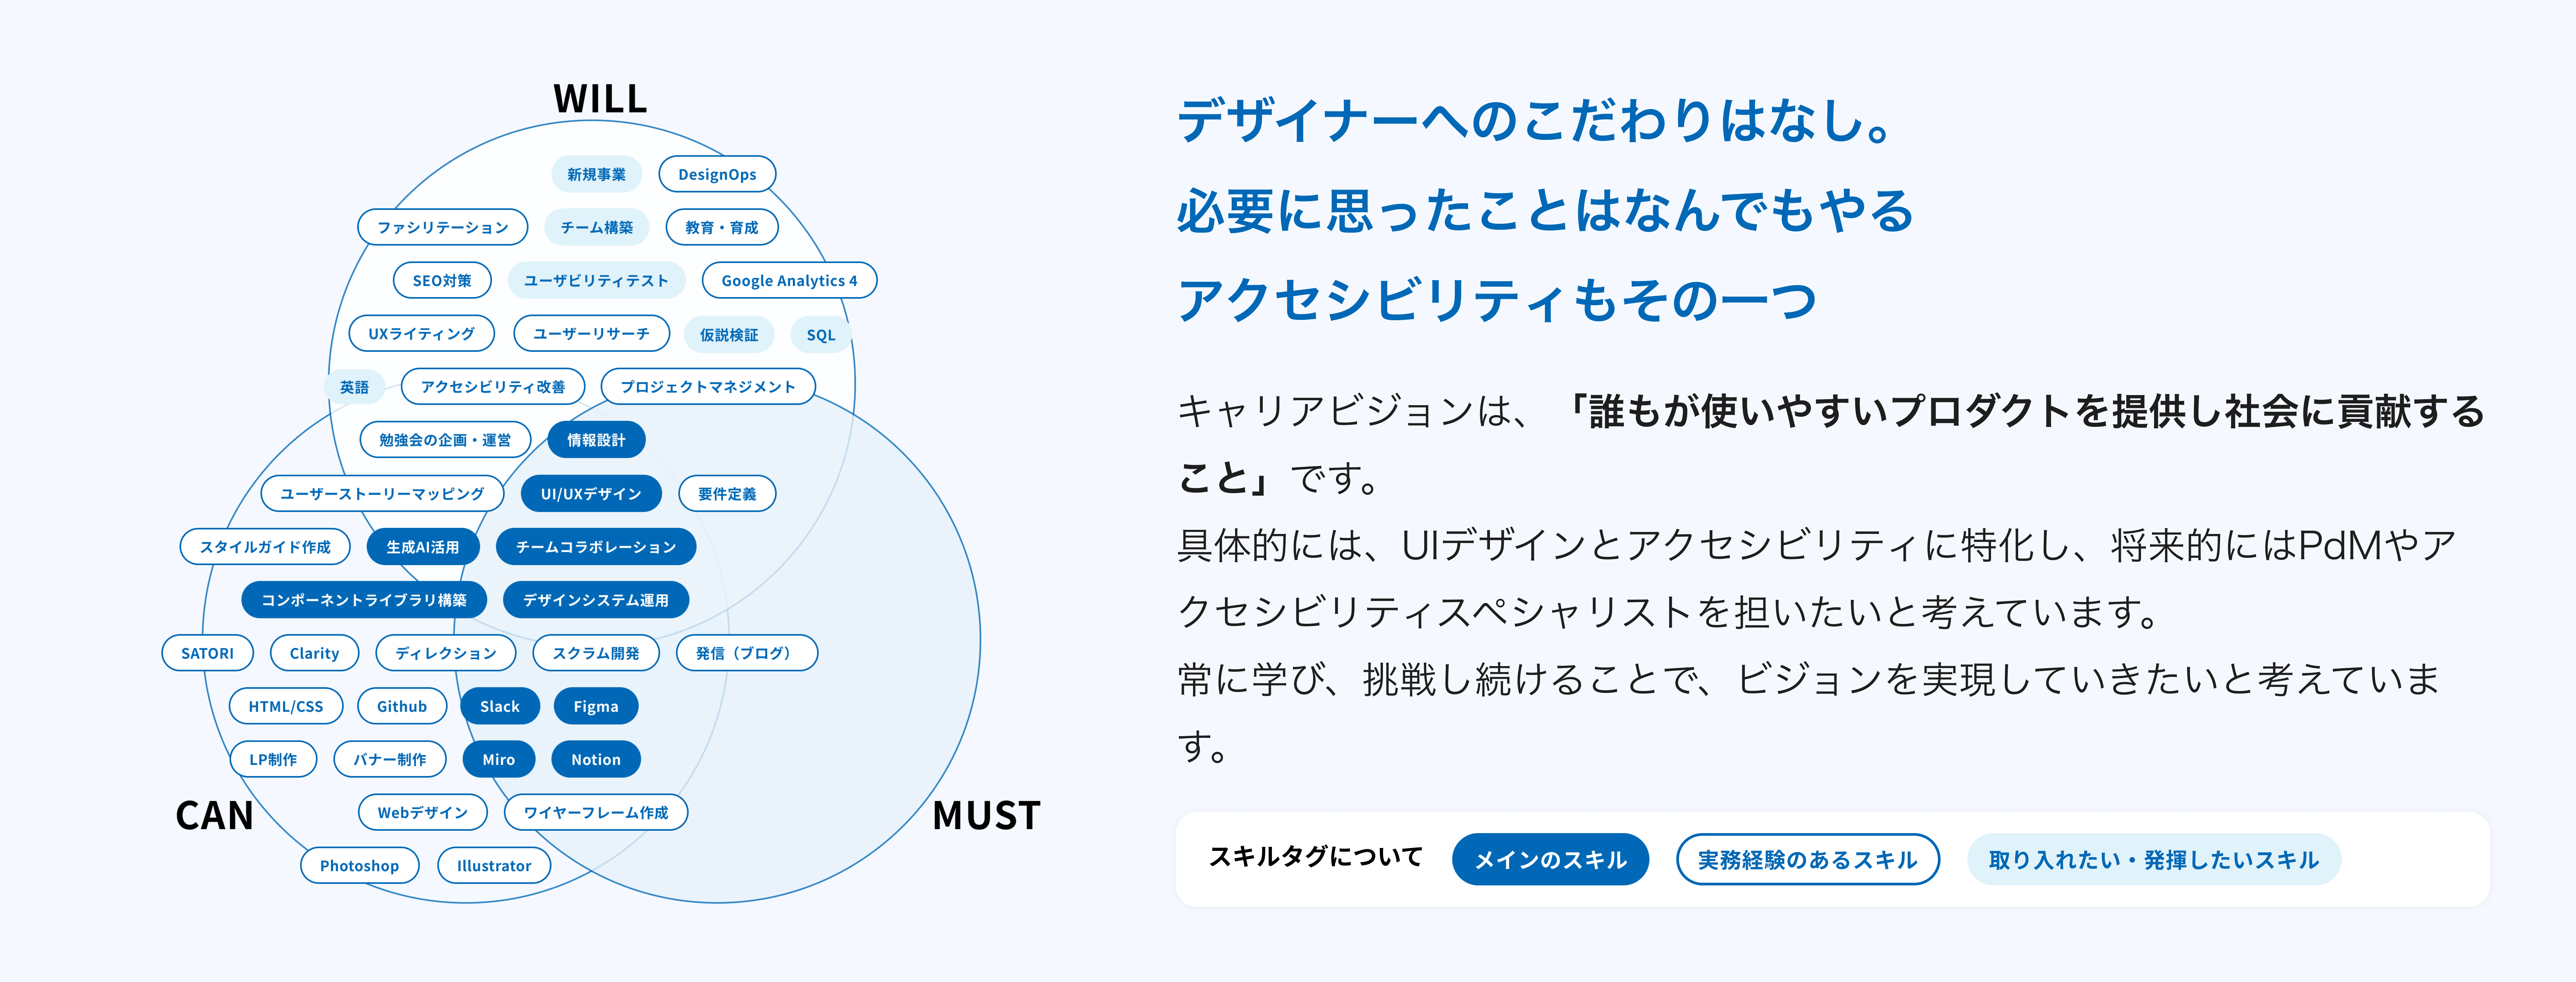 WILL
新規事業
DesignOps
ファシリテーション
チーム構築
教育・育成
SEO対策
ユーザビリティテスト
Google Analytics 4
UXライティング
ユーザーリサーチ
仮説検証
SQL
英語
アクセシビリティ改善
プロジェクトマネジメント
勉強会の企画・運営
情報設計
ユーザーストーリーマッピング
UI/UXデザイン
要件定義
スタイルガイド作成
生成AI活用
チームコラボレーション
コンポーネントライブラリ構築
デザインシステム運用
SATORI
Clarity
ディレクション
スクラム開発
発信（ブログ）
HTML/CSS
Github
Slack
Figma
LP制作
バナー制作
Miro
Notion
CAN
Webデザイン
ワイヤーフレーム作成
MUST
Photoshop
Illustrator
デザイナーへのこだわりはなし。
必要に思ったことはなんでもやる
アクセシビリティもその一つ
キャリアビジョンは、「誰もが使いやすいプロダクトを提供し社会に貢献する
こと」です。
具体的には、UIデザインとアクセシビリティに特化し、将来的にはPdMやア
クセシビリティスペシャリストを担いたいと考えています。
常に学び、挑戦し続けることで、ビジョンを実現していきたいと考えていま
す。
スキルタグについて
メインのスキル
実務経験のあるスキル
取り入れたい・発揮したいスキル